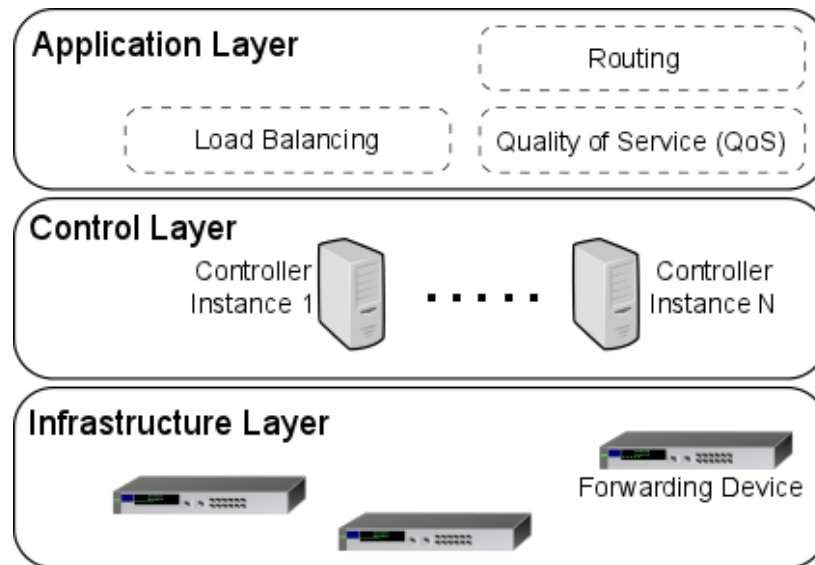 Application Layer
Routing
Load Balancing
Quality of Service (QoS)
Control Layer
Controller
Instance 1
Controller
Instance N
Infrastructure Layer
Forwarding Device